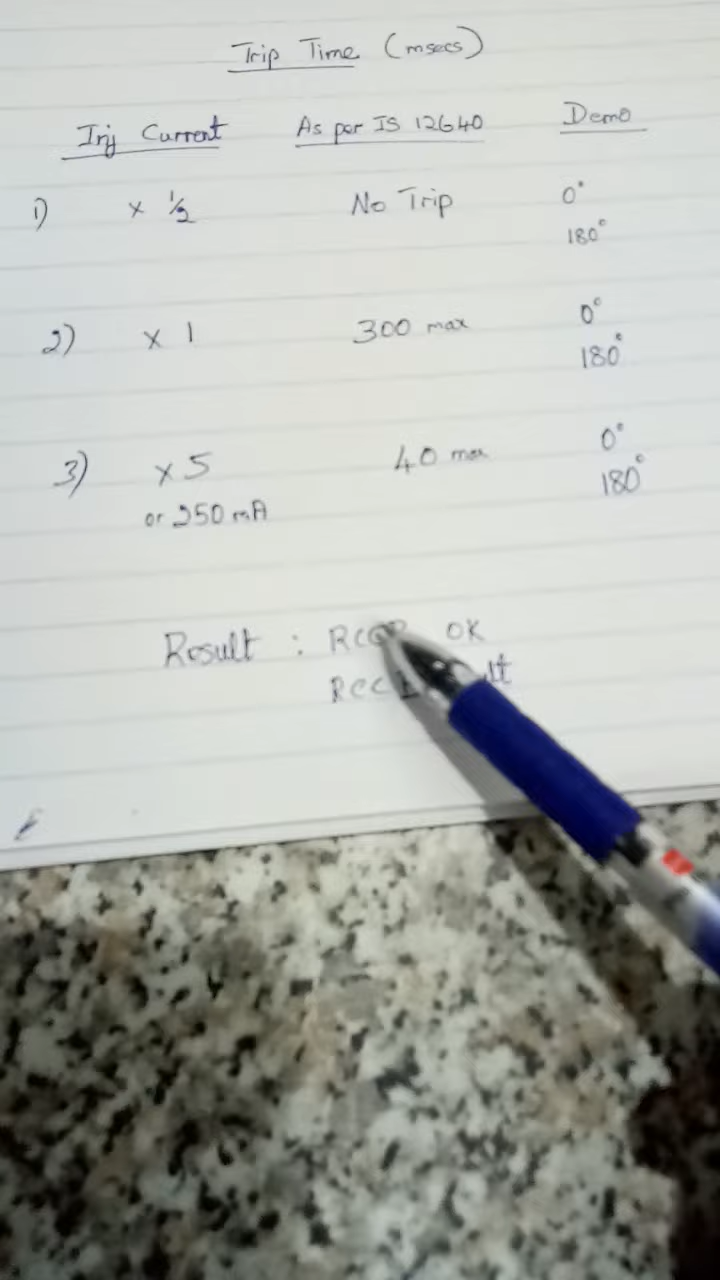 Trip Time (msecs)
Inj Current As per IS 12640 Demo
1) x 1/2 No Trip 0°
180°
2) x 1 300 max 0°
180°
3) x 5 40 max 0°
or 250 mA 180°
Result : OK